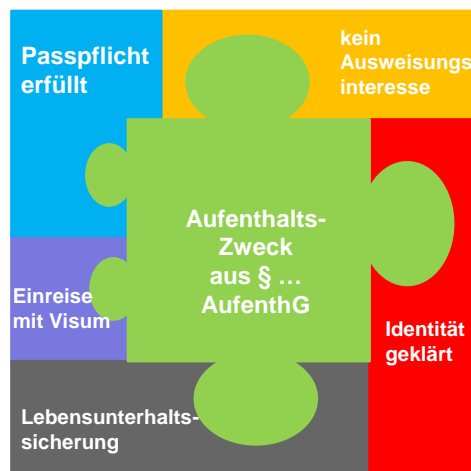 Passpflicht
erfüllt
kein
Ausweisungs
interesse
Aufenthalts-
Zweck
aus § …
AufenthG
Einreise
mit Visum
Identität
geklärt
Lebensunterhalts-
sicherung